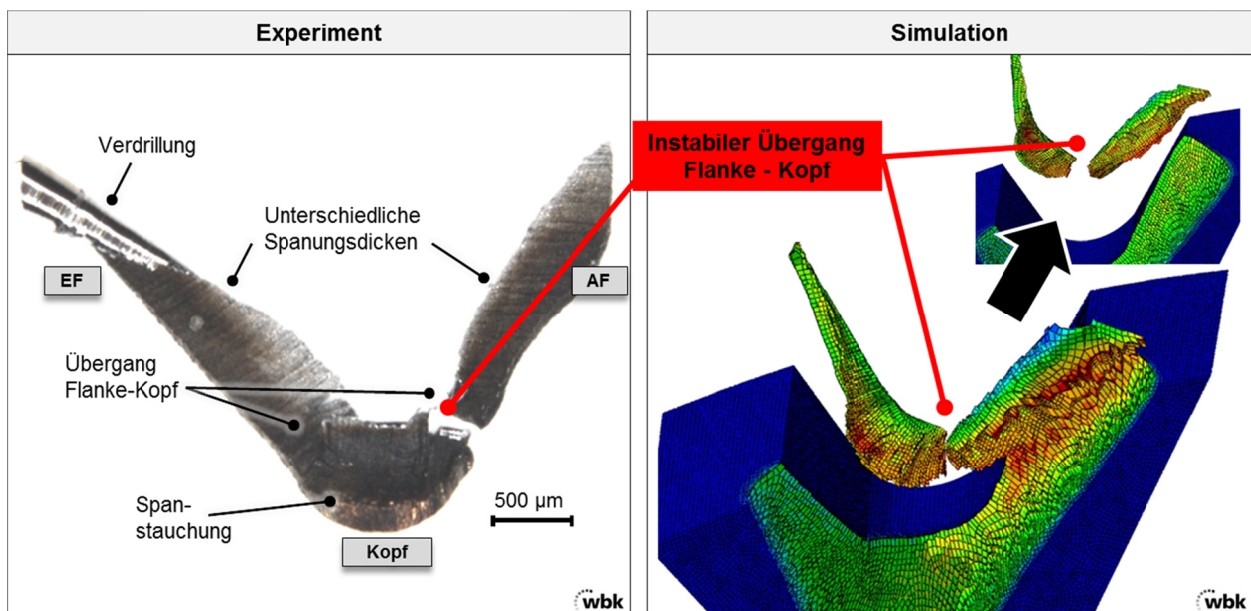 Experiment
Simulation
Verdrillung
Unterschiedliche
Spanungsdicken
EF
AF
Übergang
Flanke-Kopf
Span-
stauchung
500 µm
Kopf
wbk
Instabiler Übergang
Flanke - Kopf
wbk